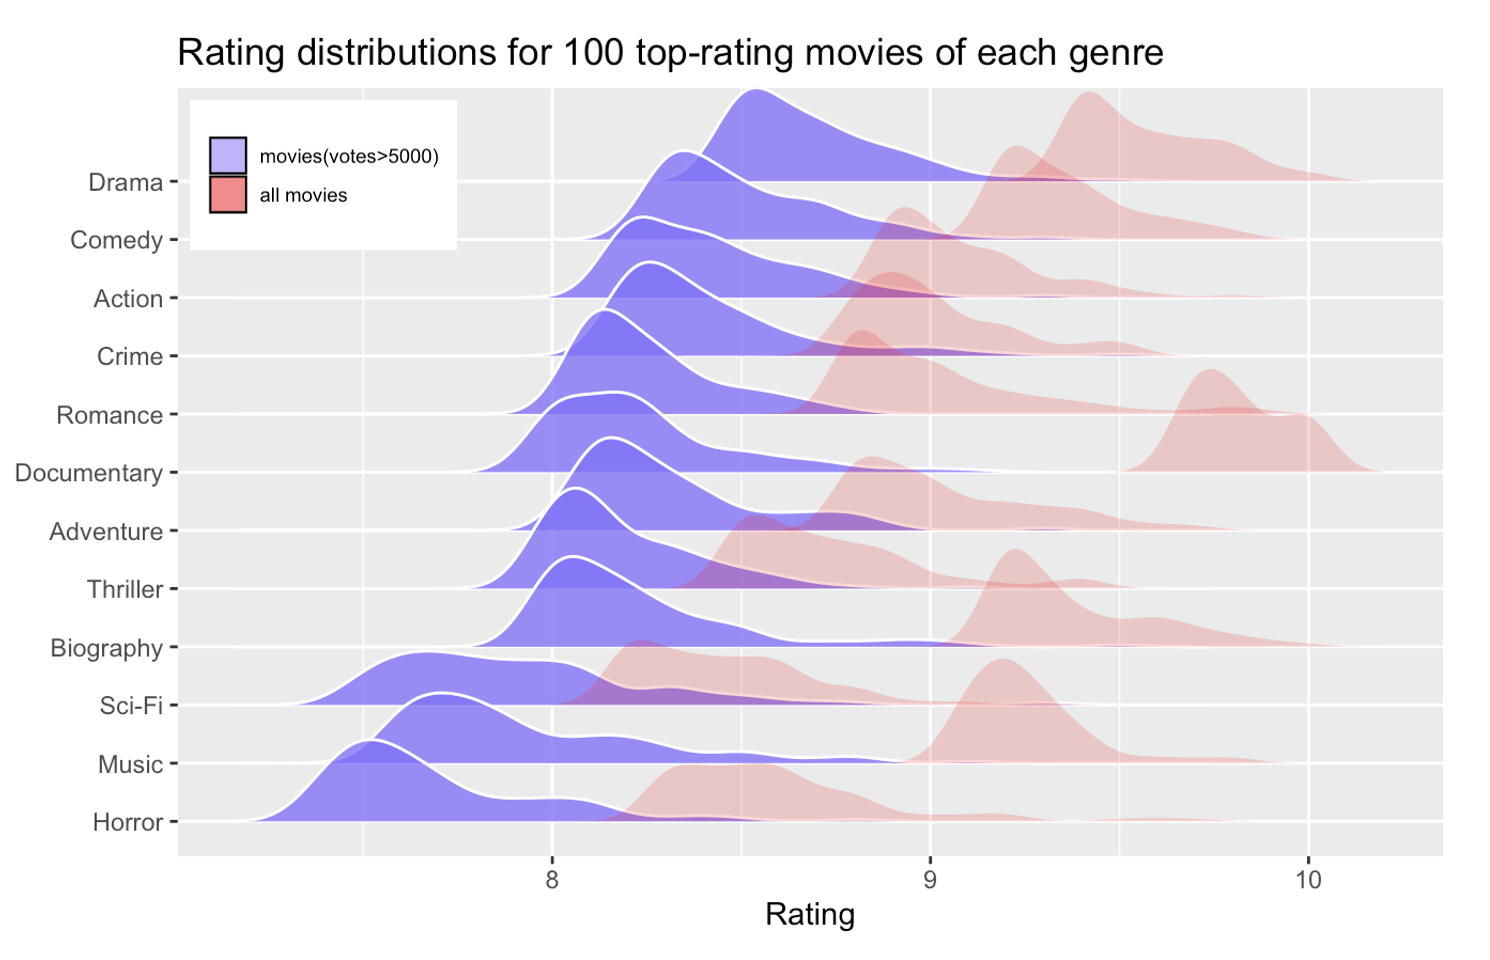 Rating distributions for 100 top-rating movies of each genre
movies(votes>5000)
all movies
Drama
Comedy
Action
Crime
Romance
Documentary
Adventure
Thriller
Biography
Sci-Fi
Music
Horror
8 9 10
Rating